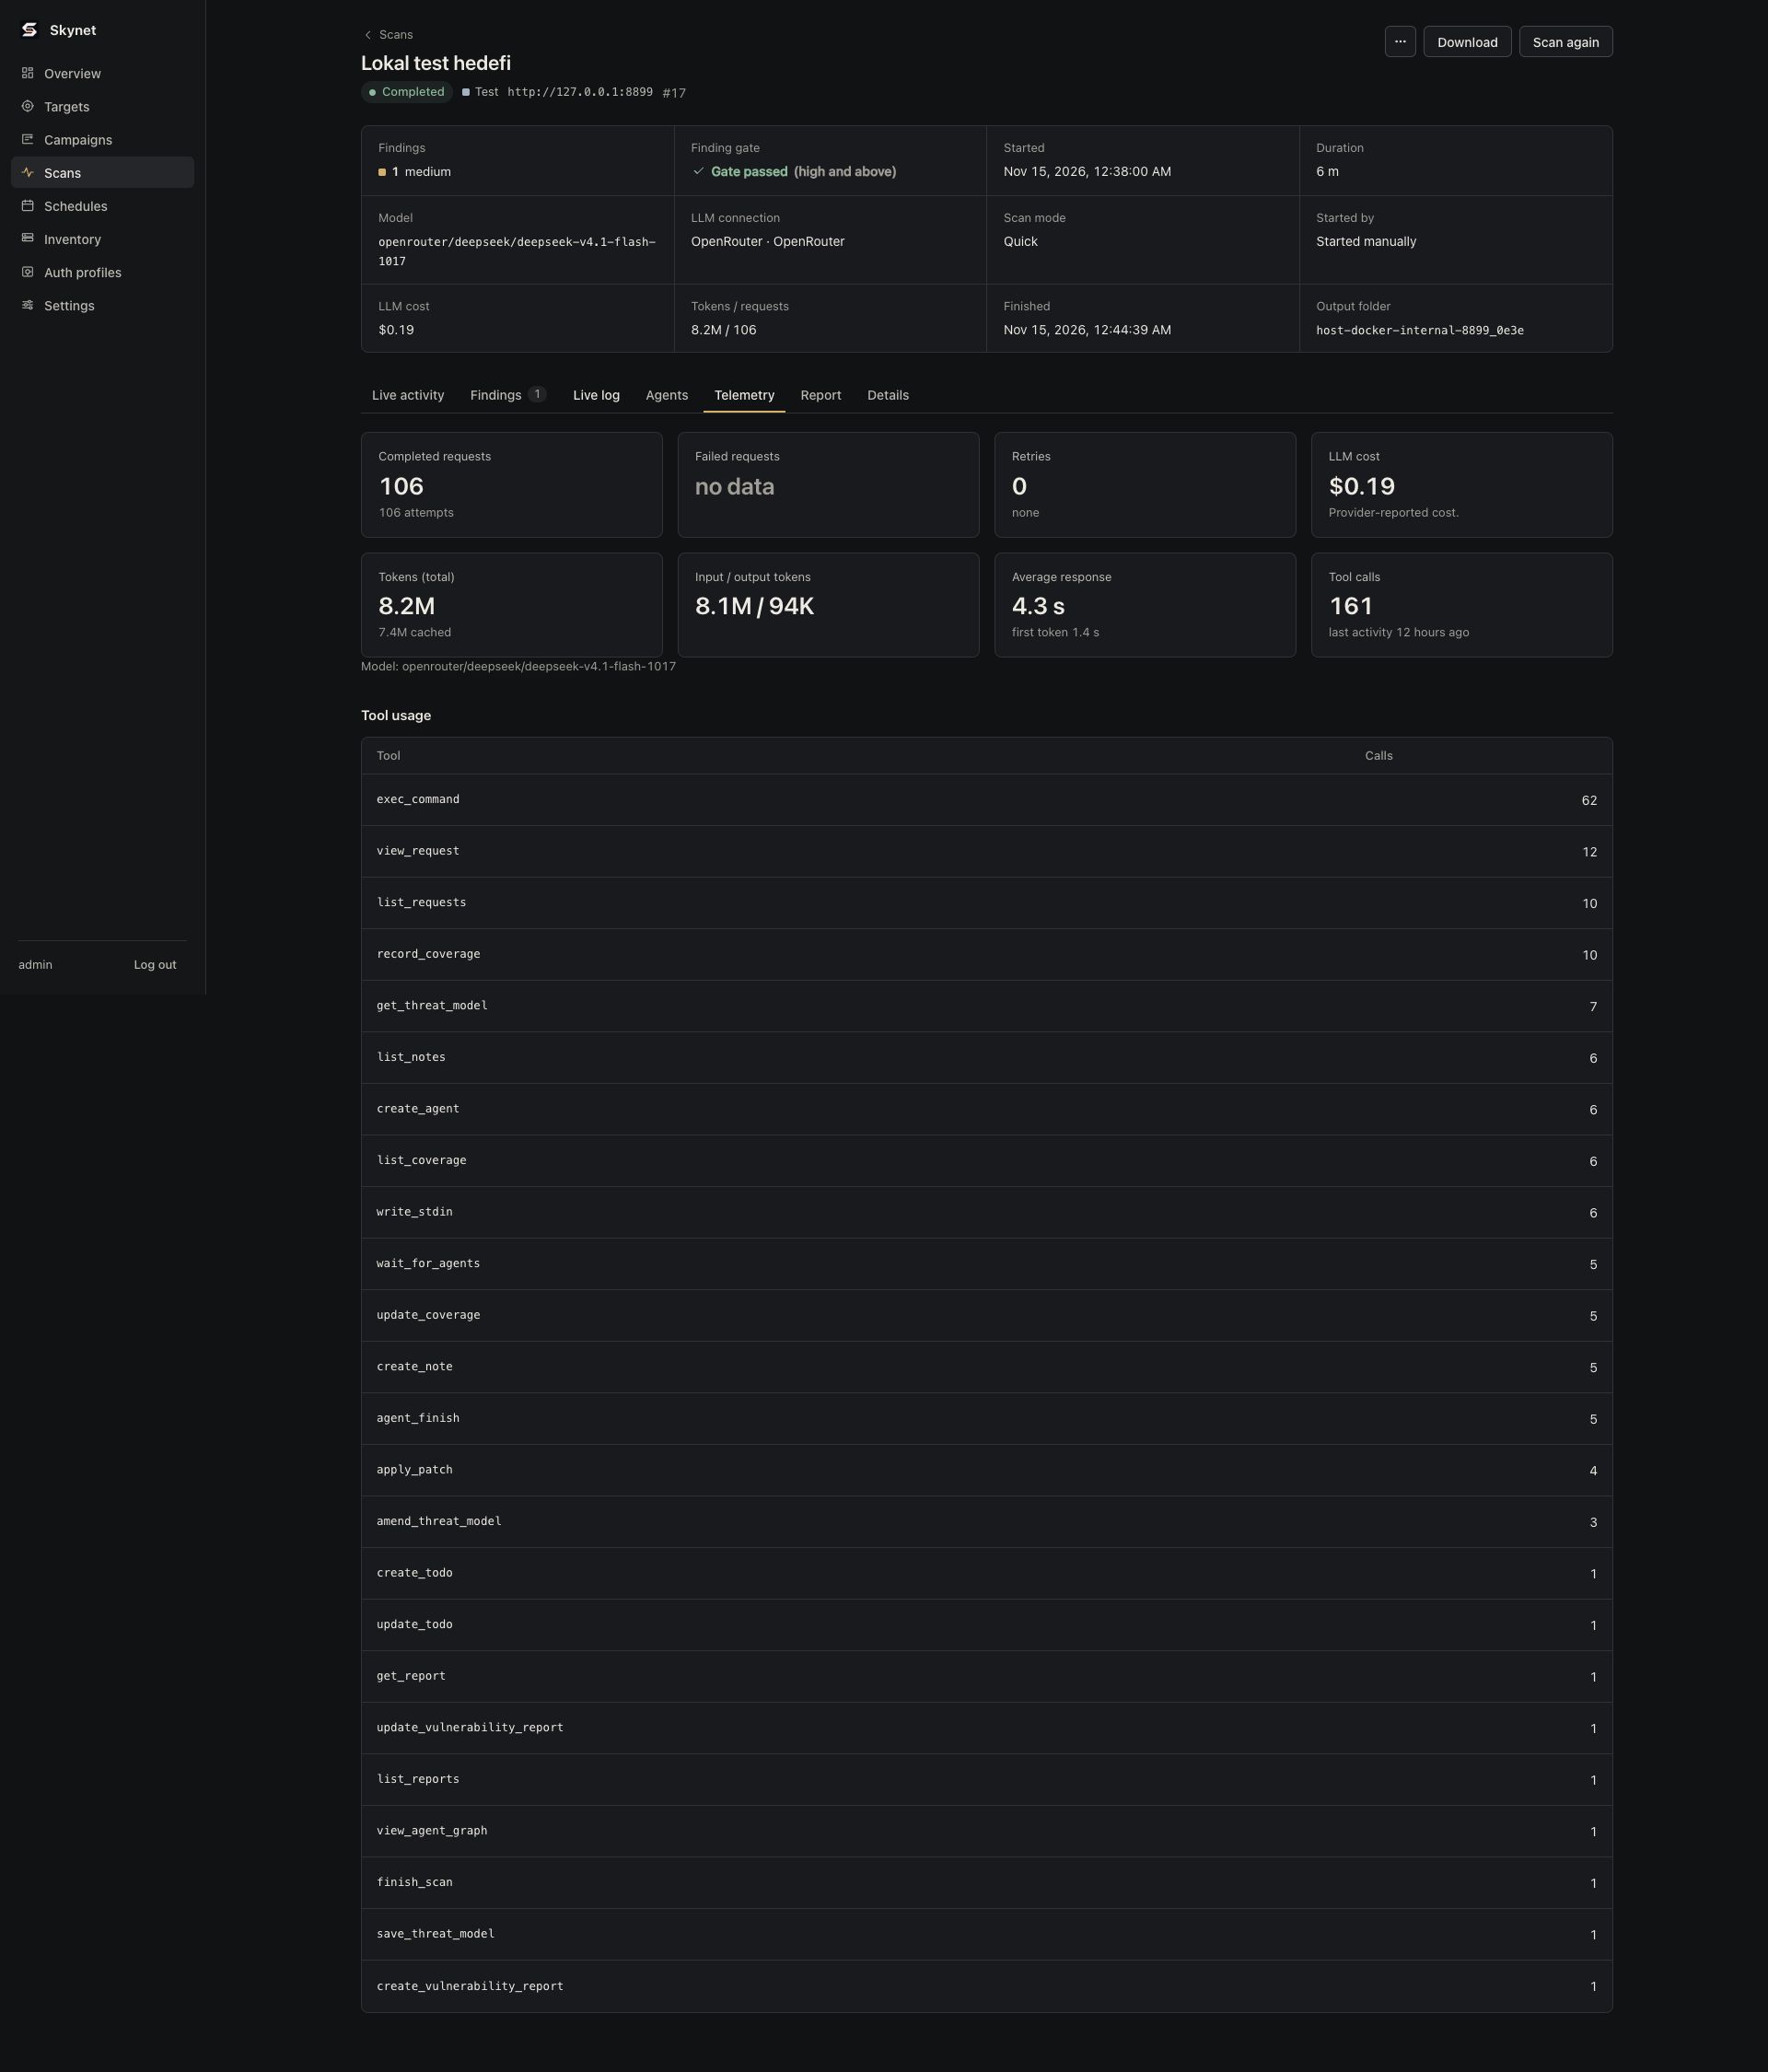 Skynet
Overview
Targets
Campaigns
Scans
Schedules
Inventory
Auth profiles
Settings
admin
Log out
Scans
Lokal test hedefi
Completed
Test
http://127.0.0.1:8899
#17
...
Download
Scan again
Findings
1 medium
Finding gate
Gate passed (high and above)
Started
Nov 15, 2026, 12:38:00 AM
Duration
6 m
Model
openrouter/deepseek/deepseek-v4.1-flash-
1017
LLM connection
OpenRouter · OpenRouter
Scan mode
Quick
Started by
Started manually
LLM cost
$0.19
Tokens / requests
8.2M / 106
Finished
Nov 15, 2026, 12:44:39 AM
Output folder
host-docker-internal-8899_0e3e
Live activity
Findings 1
Live log
Agents
Telemetry
Report
Details
Completed requests
106
106 attempts
Failed requests
no data
Retries
0
none
LLM cost
$0.19
Provider-reported cost.
Tokens (total)
8.2M
7.4M cached
Input / output tokens
8.1M / 94K
Average response
4.3 s
first token 1.4 s
Tool calls
161
last activity 12 hours ago
Model: openrouter/deepseek/deepseek-v4.1-flash-1017
Tool usage
Tool Calls
exec_command 62
view_request 12
list_requests 10
record_coverage 10
get_threat_model 7
list_notes 6
create_agent 6
list_coverage 6
write_stdin 6
wait_for_agents 5
update_coverage 5
create_note 5
agent_finish 5
apply_patch 4
amend_threat_model 3
create_todo 1
update_todo 1
get_report 1
update_vulnerability_report 1
list_reports 1
view_agent_graph 1
finish_scan 1
save_threat_model 1
create_vulnerability_report 1